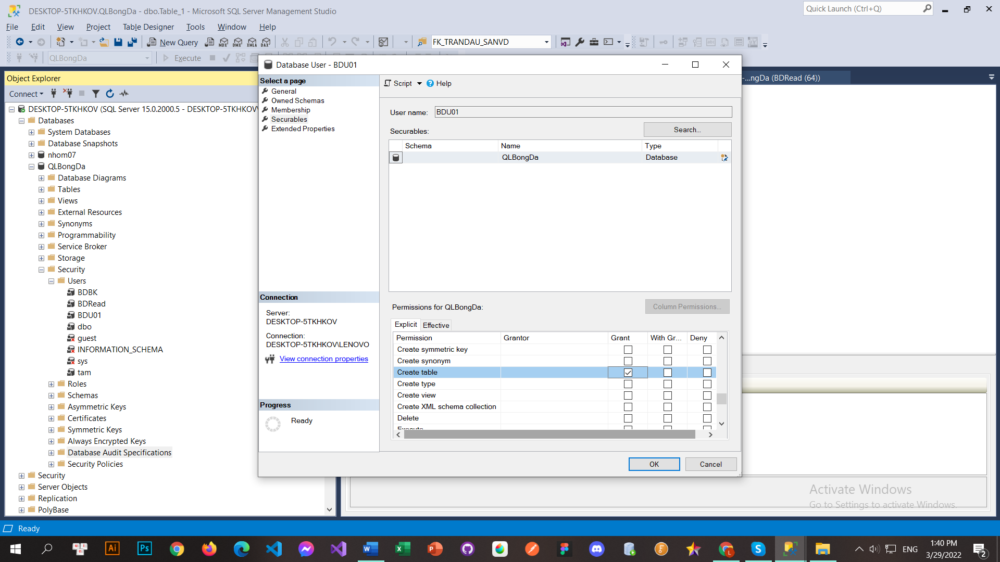 DESKTOP-5TKHKOV.QLBongDa - dbo.Table_1 - Microsoft SQL Server Management Studio
Quick Launch (Ctrl+Q)
File Edit View Project Table Designer Tools Window Help
New Query MDX DMX XMLA DAX FK_TRANDAU_SANVD
QLBongDa Execute
Object Explorer
Connect
DESKTOP-5TKHKOV (SQL Server 15.0.2000.5 - DESKTOP-5TKHKOV
Databases
System Databases
Database Snapshots
nhom07
QLBongDa
Database Diagrams
Tables
Views
External Resources
Synonyms
Programmability
Service Broker
Storage
Security
Users
BDBK
BDRead
BDU01
dbo
guest
INFORMATION_SCHEMA
sys
tam
Roles
Schemas
Asymmetric Keys
Certificates
Symmetric Keys
Always Encrypted Keys
Database Audit Specifications
Security Policies
Security
Server Objects
Replication
PolyBase
Database User - BDU01
Select a page
General
Owned Schemas
Membership
Securables
Extended Properties
Connection
Server:
DESKTOP-5TKHKOV
Connection:
DESKTOP-5TKHKOV\LENOVO
View connection properties
Progress
Ready
Script Help
User name: BDU01
Securables: Search...
Schema Name Type
QLBongDa Database
Permissions for QLBongDa: Column Permissions...
Explicit Effective
Permission Grantor Grant With Gr... Deny
Create symmetric key
Create synonym
Create table
Create type
Create view
Create XML schema collection
Delete
Execute
OK Cancel
-...ngDa (BDRead (64))
Activate Windows
Go to Settings to activate Windows.
Ready
Ai Ps
ENG
1:40 PM
3/29/2022
2